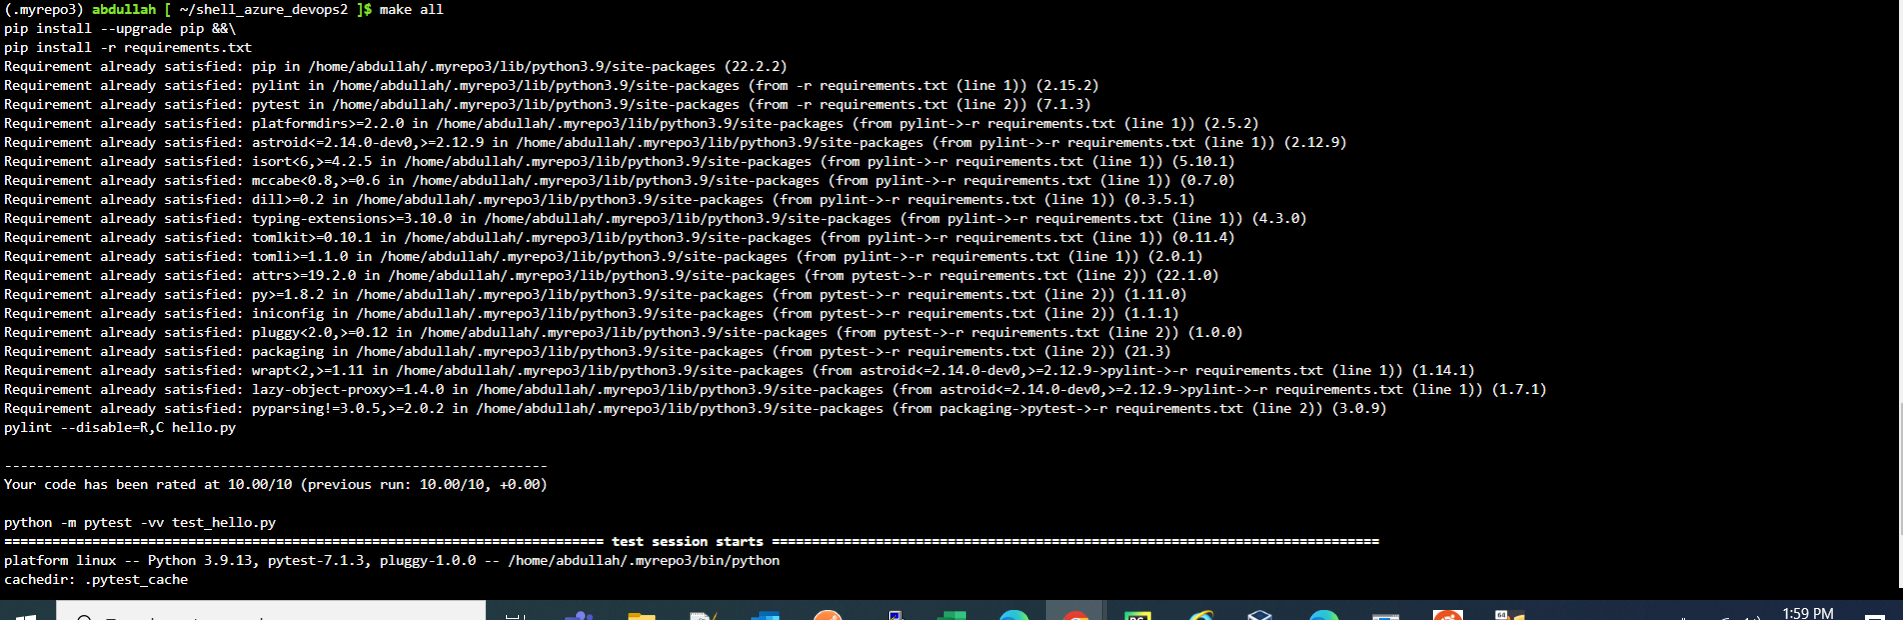 (.myrepo3) abdullah [ ~/shell_azure_devops2 ]$ make all
pip install --upgrade pip &&\
pip install -r requirements.txt
Requirement already satisfied: pip in /home/abdullah/.myrepo3/lib/python3.9/site-packages (22.2.2)
Requirement already satisfied: pylint in /home/abdullah/.myrepo3/lib/python3.9/site-packages (from -r requirements.txt (line 1)) (2.15.2)
Requirement already satisfied: pytest in /home/abdullah/.myrepo3/lib/python3.9/site-packages (from -r requirements.txt (line 2)) (7.1.3)
Requirement already satisfied: platformdirs>=2.2.0 in /home/abdullah/.myrepo3/lib/python3.9/site-packages (from pylint->-r requirements.txt (line 1)) (2.5.2)
Requirement already satisfied: astroid<=2.14.0-dev0,>=2.12.9 in /home/abdullah/.myrepo3/lib/python3.9/site-packages (from pylint->-r requirements.txt (line 1)) (2.12.9)
Requirement already satisfied: isort<6,>=4.2.5 in /home/abdullah/.myrepo3/lib/python3.9/site-packages (from pylint->-r requirements.txt (line 1)) (5.10.1)
Requirement already satisfied: mccabe<0.8,>=0.6 in /home/abdullah/.myrepo3/lib/python3.9/site-packages (from pylint->-r requirements.txt (line 1)) (0.7.0)
Requirement already satisfied: dill>=0.2 in /home/abdullah/.myrepo3/lib/python3.9/site-packages (from pylint->-r requirements.txt (line 1)) (0.3.5.1)
Requirement already satisfied: typing-extensions>=3.10.0 in /home/abdullah/.myrepo3/lib/python3.9/site-packages (from pylint->-r requirements.txt (line 1)) (4.3.0)
Requirement already satisfied: tomlkit>=0.10.1 in /home/abdullah/.myrepo3/lib/python3.9/site-packages (from pylint->-r requirements.txt (line 1)) (0.11.4)
Requirement already satisfied: tomli>=1.1.0 in /home/abdullah/.myrepo3/lib/python3.9/site-packages (from pylint->-r requirements.txt (line 1)) (2.0.1)
Requirement already satisfied: attrs>=19.2.0 in /home/abdullah/.myrepo3/lib/python3.9/site-packages (from pytest->-r requirements.txt (line 2)) (22.1.0)
Requirement already satisfied: py>=1.8.2 in /home/abdullah/.myrepo3/lib/python3.9/site-packages (from pytest->-r requirements.txt (line 2)) (1.11.0)
Requirement already satisfied: iniconfig in /home/abdullah/.myrepo3/lib/python3.9/site-packages (from pytest->-r requirements.txt (line 2)) (1.1.1)
Requirement already satisfied: pluggy<2.0,>=0.12 in /home/abdullah/.myrepo3/lib/python3.9/site-packages (from pytest->-r requirements.txt (line 2)) (1.0.0)
Requirement already satisfied: packaging in /home/abdullah/.myrepo3/lib/python3.9/site-packages (from pytest->-r requirements.txt (line 2)) (21.3)
Requirement already satisfied: wrapt<2,>=1.11 in /home/abdullah/.myrepo3/lib/python3.9/site-packages (from astroid<=2.14.0-dev0,>=2.12.9->pylint->-r requirements.txt (line 1)) (1.14.1)
Requirement already satisfied: lazy-object-proxy>=1.4.0 in /home/abdullah/.myrepo3/lib/python3.9/site-packages (from astroid<=2.14.0-dev0,>=2.12.9->pylint->-r requirements.txt (line 1)) (1.7.1)
Requirement already satisfied: pyparsing!=3.0.5,>=2.0.2 in /home/abdullah/.myrepo3/lib/python3.9/site-packages (from packaging->pytest->-r requirements.txt (line 2)) (3.0.9)
pylint --disable=R,C hello.py
--------------------------------------------------------------------
Your code has been rated at 10.00/10 (previous run: 10.00/10, +0.00)
python -m pytest -vv test_hello.py
=========================================================================== test session starts ============================================================================
platform linux -- Python 3.9.13, pytest-7.1.3, pluggy-1.0.0 -- /home/abdullah/.myrepo3/bin/python
cachedir: .pytest_cache
1:59 PM